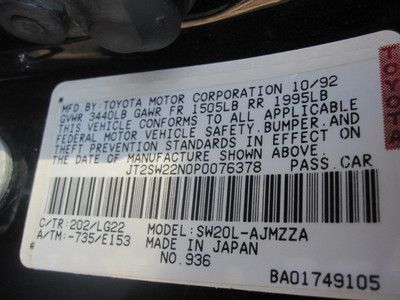 MFD.BY:TOYOTA MOTOR CORPORATION 10/92
GVWR 3440LB GAWR FR 1505LB RR 1995LB
THIS VEHICLE CONFORMS TO ALL APPLICABLE
FEDERAL MOTOR VEHICLE SAFETY,BUMPER,AND
THEFT PREVENTION STANDARDS IN EFFECT ON
THE DATE OF MANUFACTURE SHOWN ABOVE.
JT2SW22N0P0076378 PASS.CAR
C/TR:202/LG22 MODEL:SW20L-AJMZZA
A/TM:-735/E153 MADE IN JAPAN
NO.936
BA01749105
TOYOTA
TOYOTA